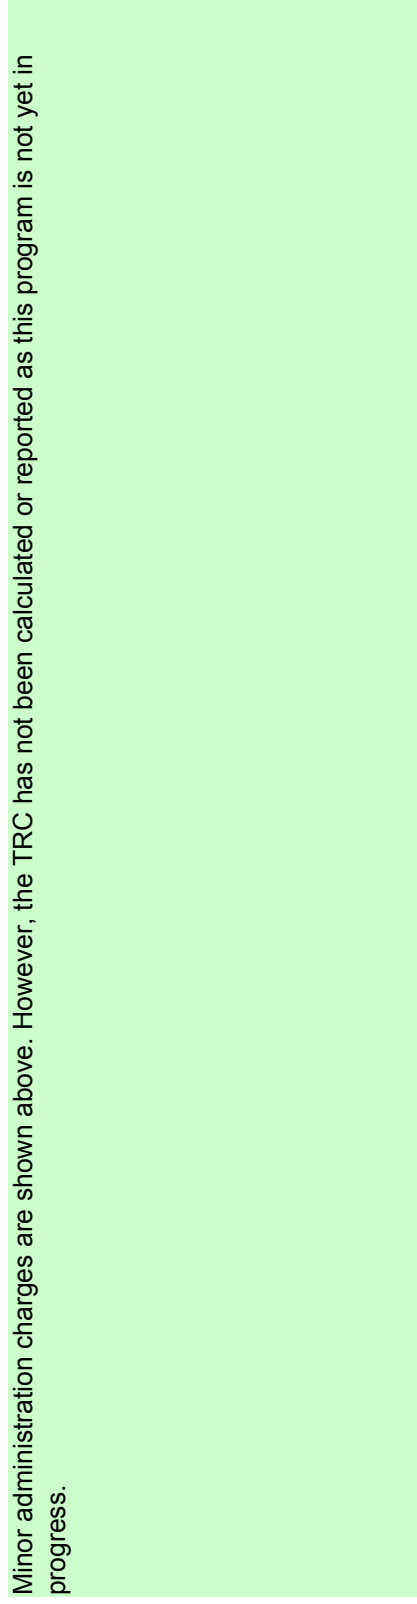 Minor administration charges are shown above. However, the TRC has not been calculated or reported as this program is not yet in
progress.